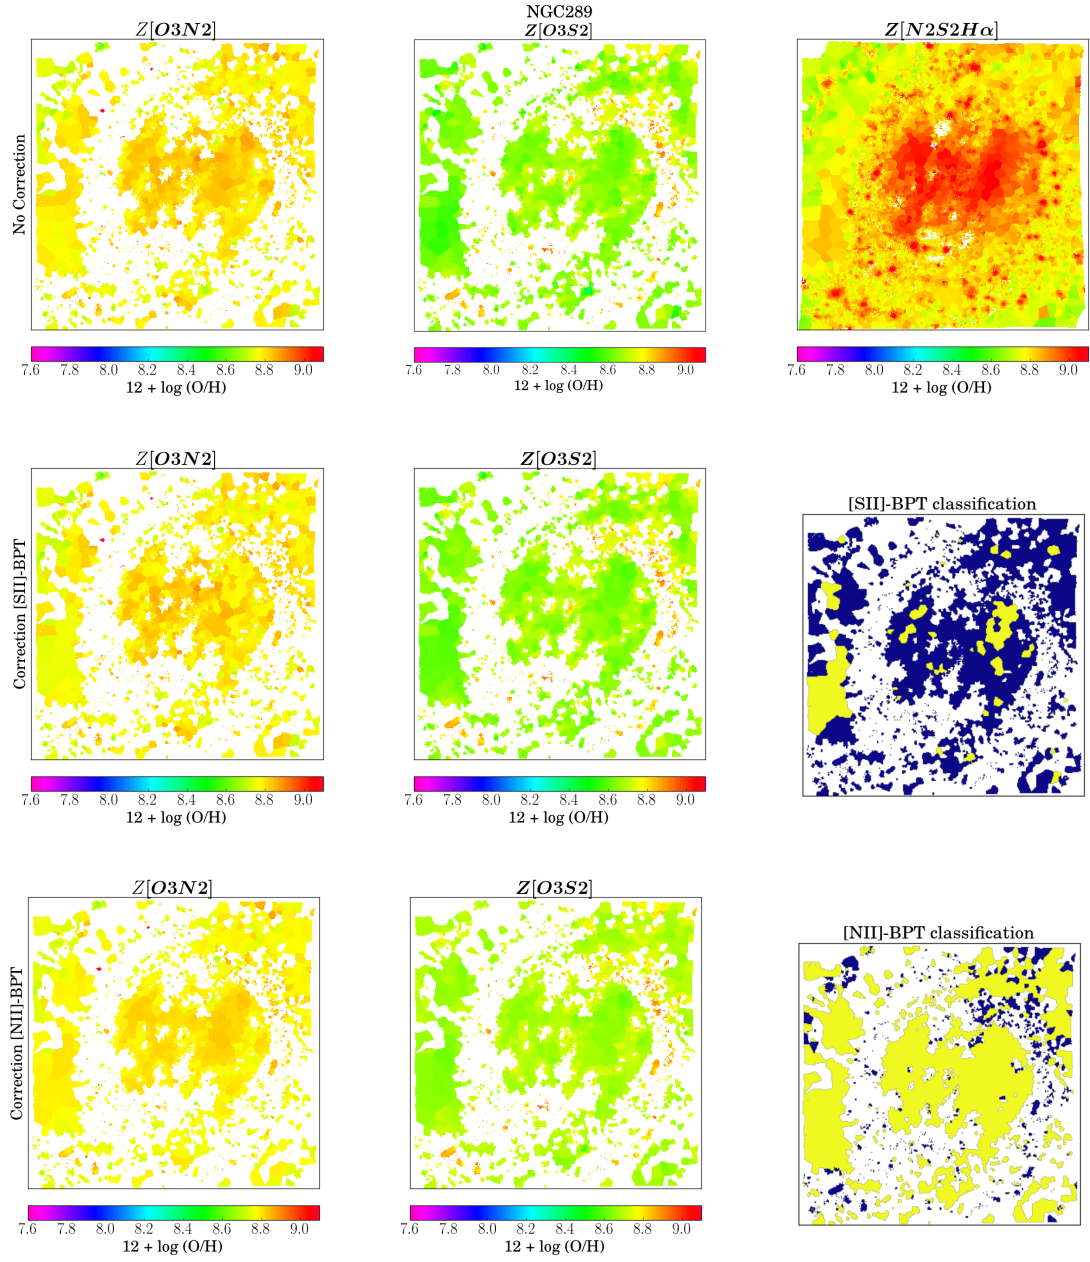 NGC289
Z[O3N2]
Z[O3S2]
Z[N2S2Hα]
No Correction
7.6 7.8 8.0 8.2 8.4 8.6 8.8 9.0
12 + log (O/H)
7.6 7.8 8.0 8.2 8.4 8.6 8.8 9.0
12 + log (O/H)
7.6 7.8 8.0 8.2 8.4 8.6 8.8 9.0
12 + log (O/H)
Z[O3N2]
Z[O3S2]
[SII]-BPT classification
Correction [SII]-BPT
7.6 7.8 8.0 8.2 8.4 8.6 8.8 9.0
12 + log (O/H)
7.6 7.8 8.0 8.2 8.4 8.6 8.8 9.0
12 + log (O/H)
Z[O3N2]
Z[O3S2]
[NII]-BPT classification
Correction [NII]-BPT
7.6 7.8 8.0 8.2 8.4 8.6 8.8 9.0
12 + log (O/H)
7.6 7.8 8.0 8.2 8.4 8.6 8.8 9.0
12 + log (O/H)